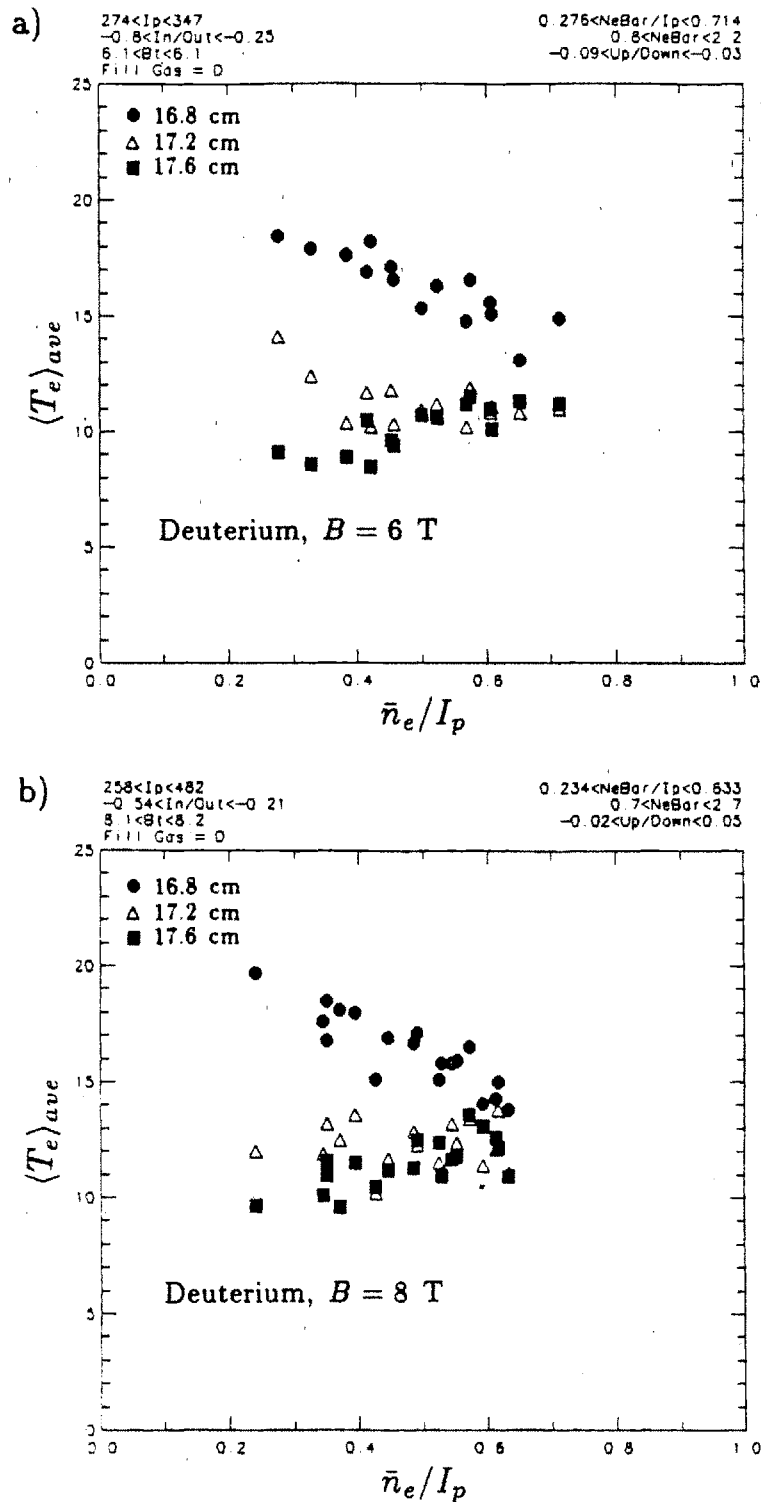 a)
274<Ip<347
-0.8<In/Out<-0.25
6.1<Bt<6.1
Fill Gas = D
0.276<NeBar/Ip<0.714
0.8<NeBar<2.2
-0.09<Up/Down<-0.03
25
20
15
10
5
0
● 16.8 cm
△ 17.2 cm
■ 17.6 cm
⟨T_e⟩_ave
Deuterium, B = 6 T
0.0 0.2 0.4 0.6 0.8 1.0
n̄_e/I_p
b)
258<Ip<482
-0.54<In/Out<-0.21
8.1<Bt<8.2
Fill Gas = D
0.234<NeBar/Ip<0.633
0.7<NeBar<2.7
-0.02<Up/Down<0.05
25
20
15
10
5
0
● 16.8 cm
△ 17.2 cm
■ 17.6 cm
⟨T_e⟩_ave
Deuterium, B = 8 T
0.0 0.2 0.4 0.6 0.8 1.0
n̄_e/I_p